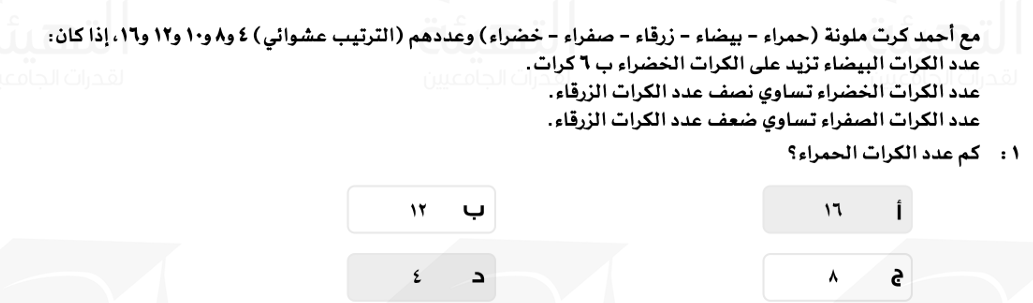 مع أحمد كرت ملونة (حمراء - بيضاء - زرقاء - صفراء - خضراء) وعددهم (الترتيب عشوائي) ٤ و٨ و١٠ و١٢ و١٦، إذا كان:
عدد الكرات البيضاء تزيد على الكرات الخضراء ب ٦ كرات.
عدد الكرات الخضراء تساوي نصف عدد الكرات الزرقاء.
عدد الكرات الصفراء تساوي ضعف عدد الكرات الزرقاء.
١ : كم عدد الكرات الحمراء؟
أ ١٦
ب ١٢
ج ٨
د ٤